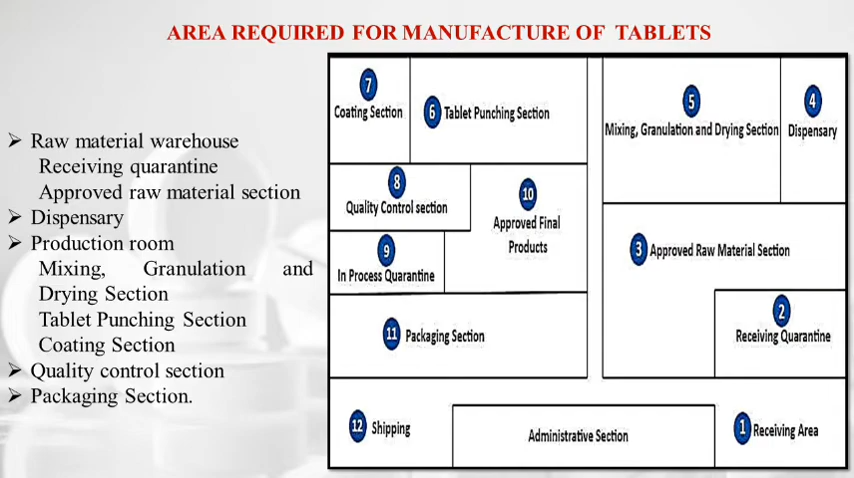 AREA REQUIRED FOR MANUFACTURE OF TABLETS
➢ Raw material warehouse
Receiving quarantine
Approved raw material section
➢ Dispensary
➢ Production room
Mixing, Granulation and
Drying Section
Tablet Punching Section
Coating Section
➢ Quality control section
➢ Packaging Section.
7
Coating Section
6 Tablet Punching Section
5
Mixing, Granulation and Drying Section
4
Dispensary
8
Quality Control section
10
Approved Final
Products
9
In Process Quarantine
3 Approved Raw Material Section
2
Receiving Quarantine
11 Packaging Section
12 Shipping
Administrative Section
1 Receiving Area